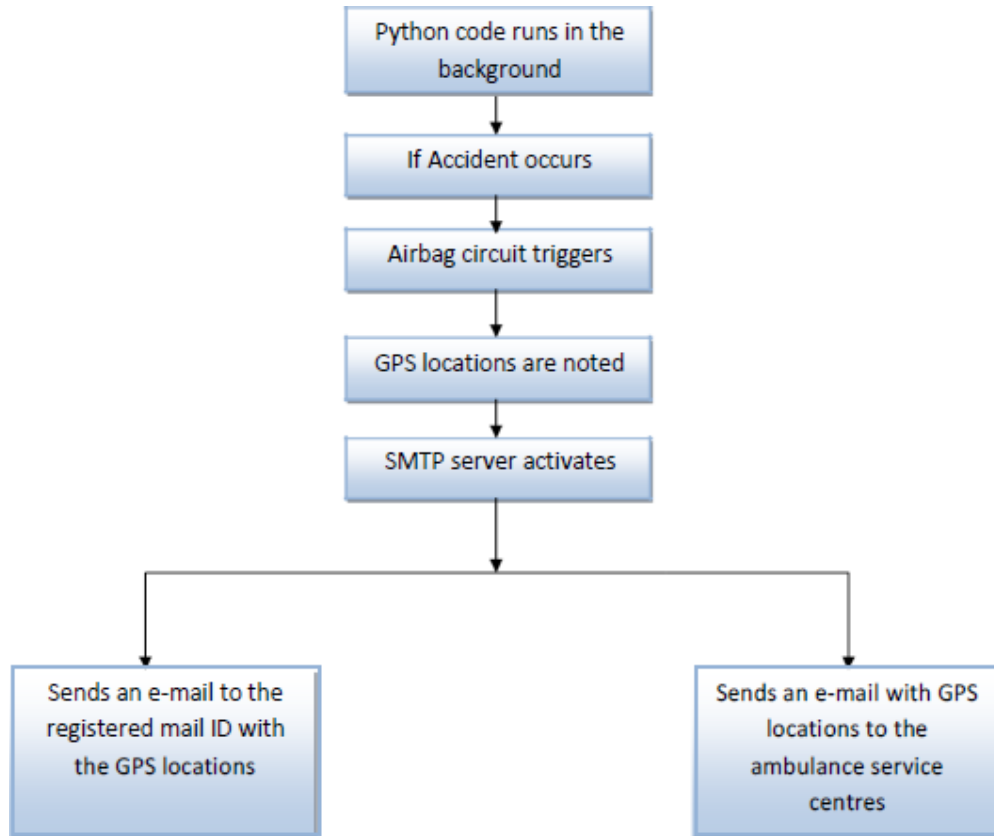 Python code runs in the
background
If Accident occurs
Airbag circuit triggers
GPS locations are noted
SMTP server activates
Sends an e-mail to the
registered mail ID with
the GPS locations
Sends an e-mail with GPS
locations to the
ambulance service
centres